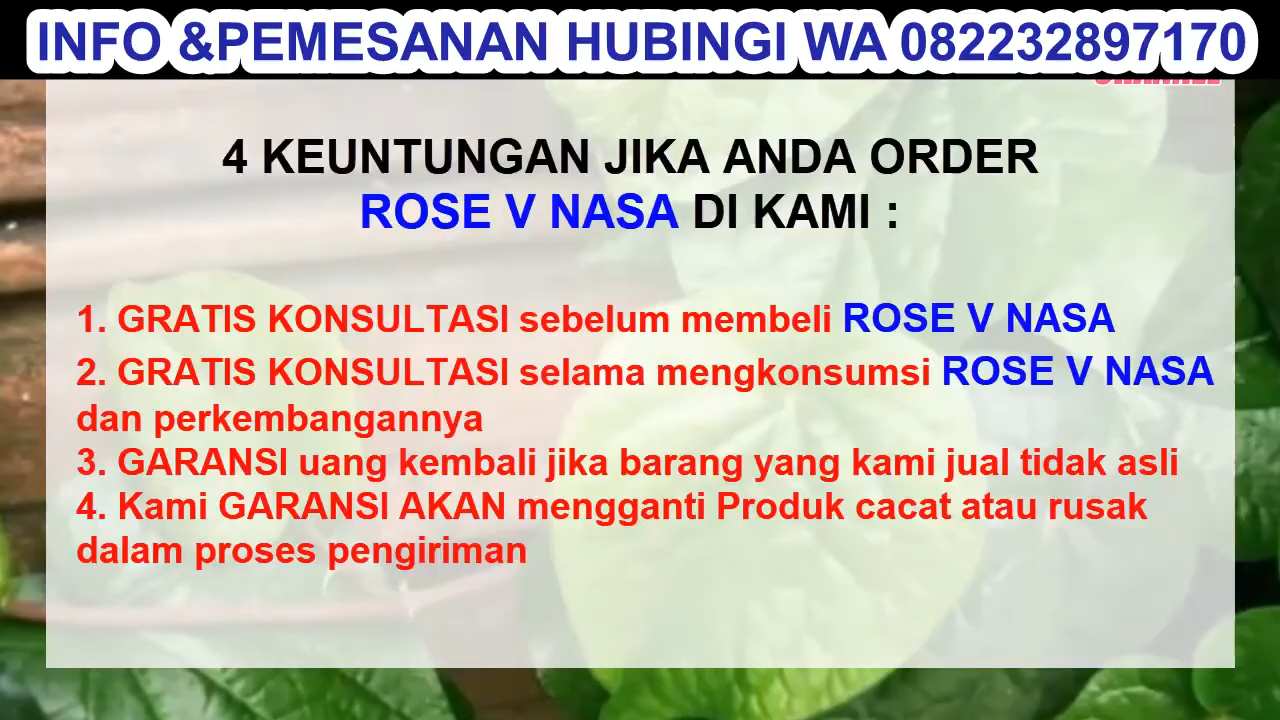 INFO &PEMESANAN HUBINGI WA 082232897170
4 KEUNTUNGAN JIKA ANDA ORDER
ROSE V NASA DI KAMI :
1. GRATIS KONSULTASI sebelum membeli ROSE V NASA
2. GRATIS KONSULTASI selama mengkonsumsi ROSE V NASA
dan perkembangannya
3. GARANSI uang kembali jika barang yang kami jual tidak asli
4. Kami GARANSI AKAN mengganti Produk cacat atau rusak
dalam proses pengiriman